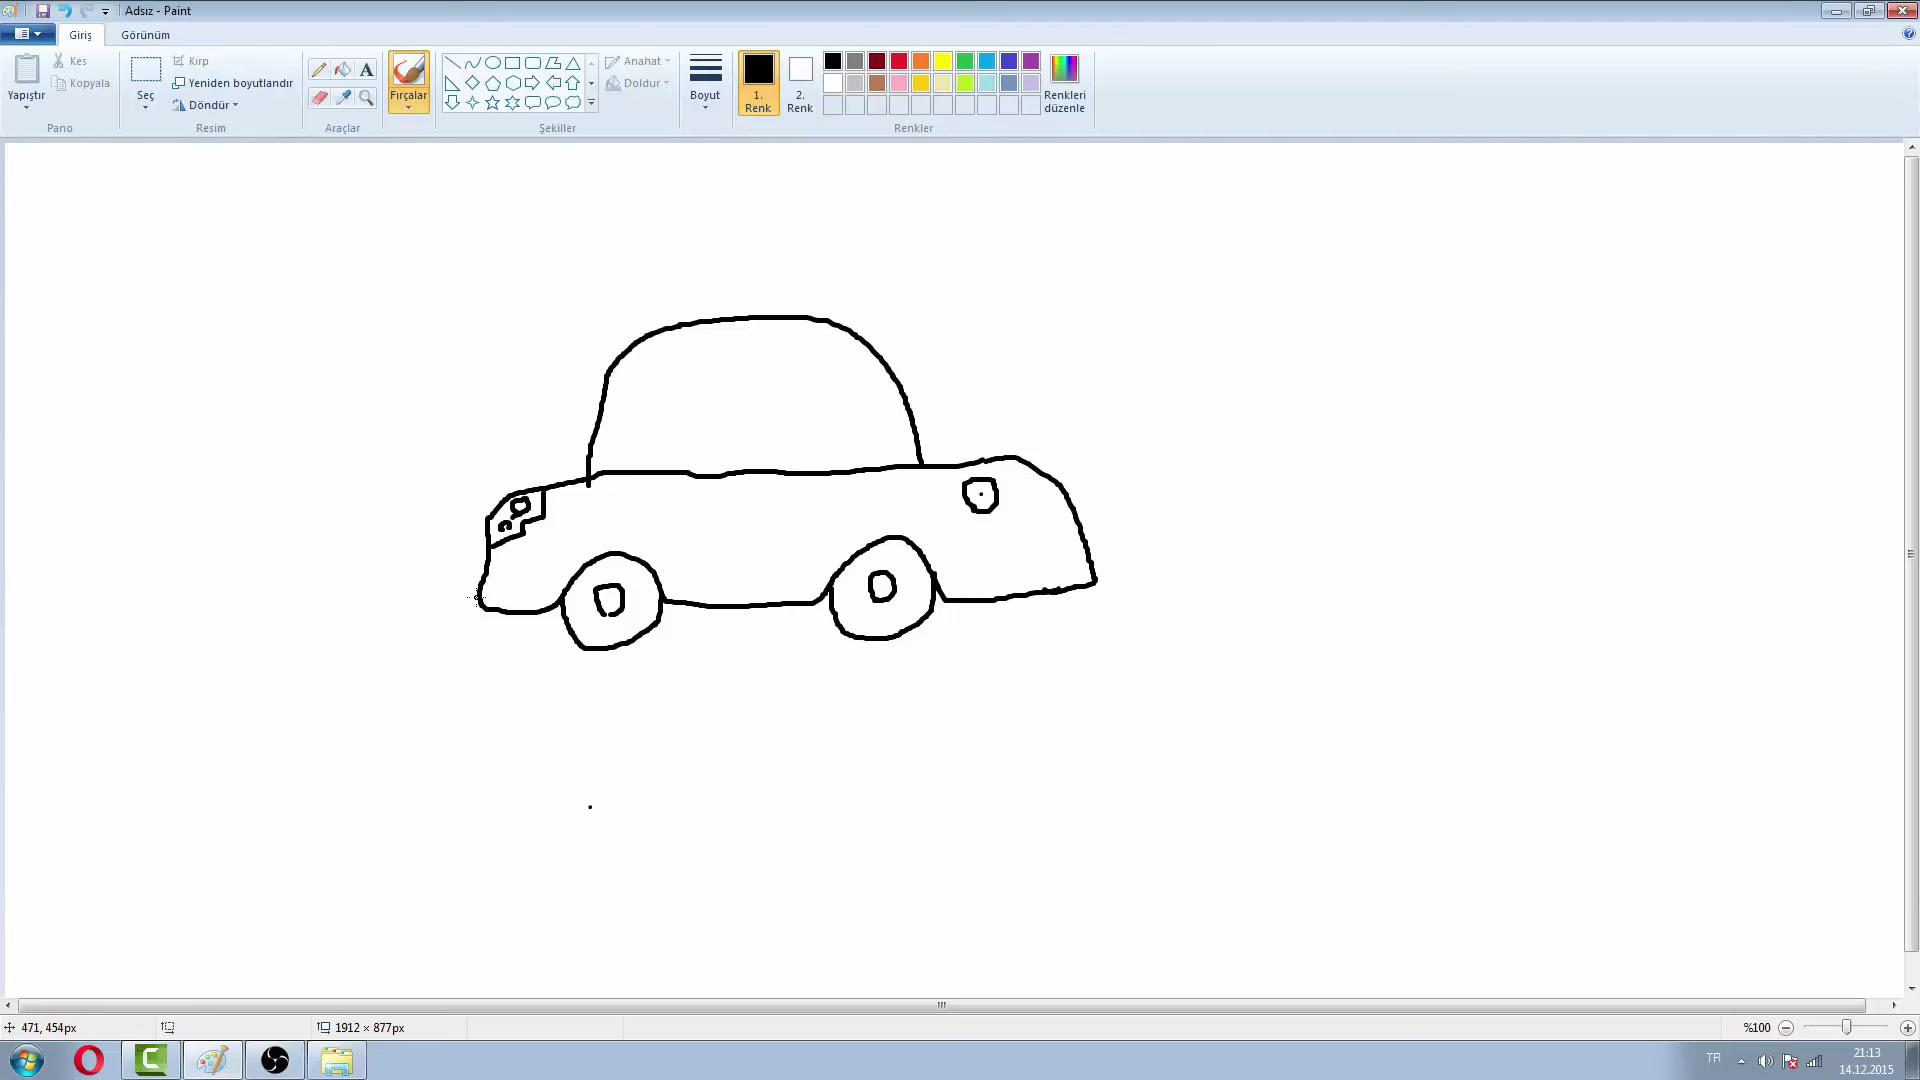 Adsız - Paint
Giriş Görünüm
Yapıştır
Kes
Kopyala
Pano
Seç
Kırp
Yeniden boyutlandır
Döndür
Resim
A
Araçlar
Fırçalar
Anahat
Doldur
Şekiller
Boyut
1.
Renk
2.
Renk
Renkleri
düzenle
Renkler
471, 454px
1912 × 877px
%100
TR
21:13
14.12.2015